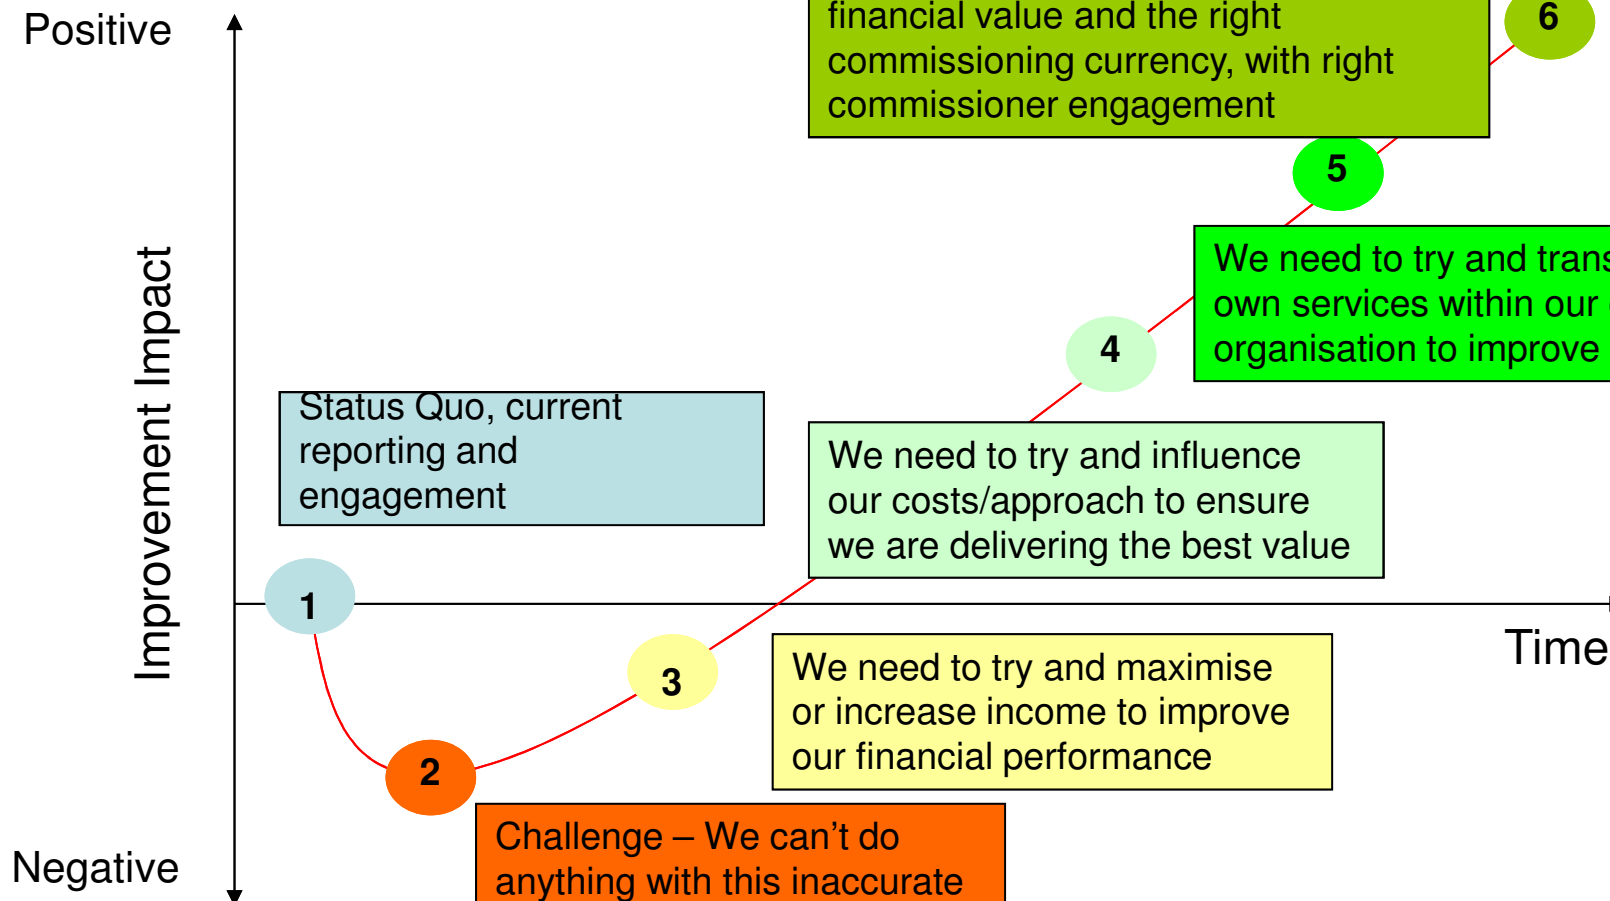 Positive
financial value and the right
commissioning currency, with right
commissioner engagement
6
5
We need to try and
own services within our
organisation to improve
4
Improvement Impact
Status Quo, current
reporting and
engagement
We need to try and influence
our costs/approach to ensure
we are delivering the best value
1
Time
3
We need to try and maximise
or increase income to improve
our financial performance
2
Challenge – We can’t do
anything with this inaccurate
Negative